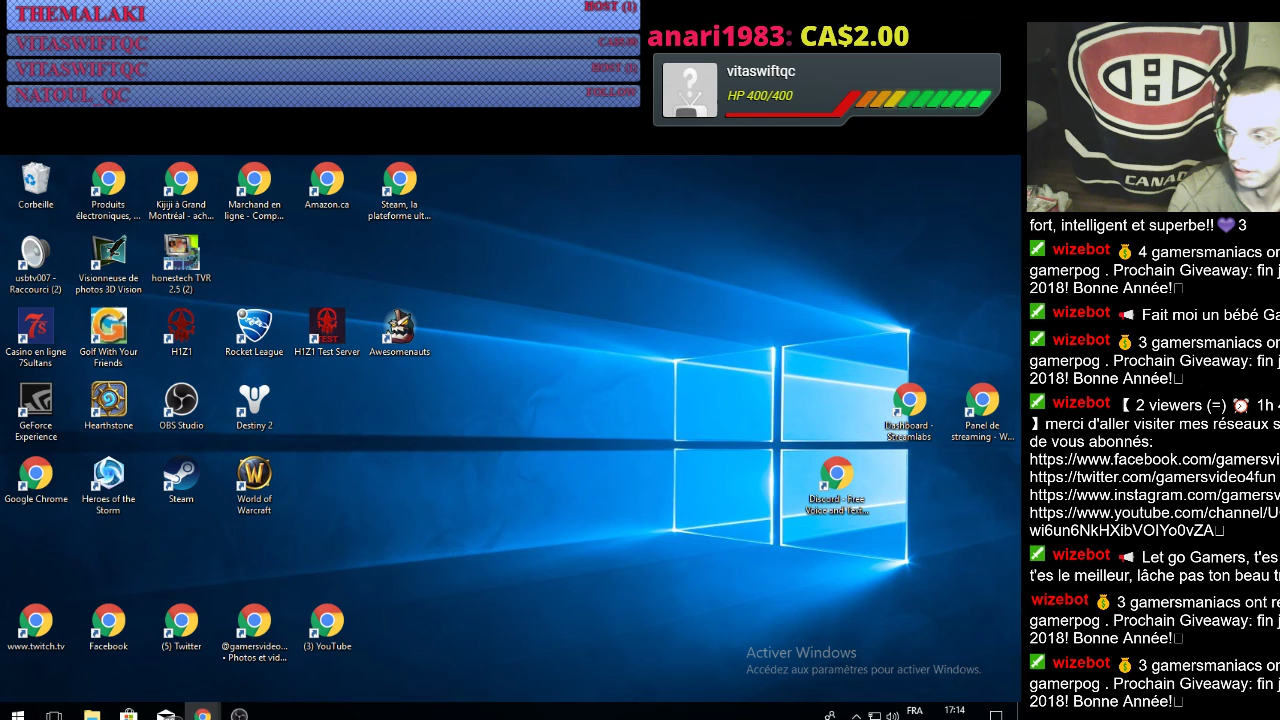 THEMALAKI
HOST (1)
VITASWIFTQC
VITASWIFTQC
HOST (1)
NATOUL_QC
FOLLOW
anari1983: CA$2.00
vitaswiftqc
HP 400/400
CANAD
Corbeille
Produits électroniques, ...
Kijiji à Grand Montréal - ach...
Marchand en ligne - Comp...
Amazon.ca
Steam, la plateforme ult...
usbtv007 - Raccourci (2)
Visionneuse de photos 3D Vision
honestech TVR 2.5 (2)
Casino en ligne 7Sultans
Golf With Your Friends
H1Z1
Rocket League
TEST
H1Z1 Test Server
Awesomenauts
GeForce Experience
Hearthstone
OBS Studio
Destiny 2
Dashboard - Streamlabs
Panel de streaming - W...
Google Chrome
Heroes of the Storm
Steam
World of Warcraft
Discord - Free Voice and Text...
www.twitch.tv
Facebook
(5) Twitter
@gamersvideo... • Photos et vid...
(3) YouTube
Activer Windows
Accédez aux paramètres pour activer Windows.
FRA
17:14
fort, intelligent et superbe!! 💜 3
wizebot 💰 4 gamersmaniacs on
gamerpog . Prochain Giveaway: fin j
2018! Bonne Année!
wizebot 📢 Fait moi un bébé Ga
wizebot 💰 3 gamersmaniacs on
gamerpog . Prochain Giveaway: fin j
2018! Bonne Année!
wizebot 【 2 viewers (=) ⏰ 1h
】 merci d'aller visiter mes réseaux s
de vous abonnés:
https://www.facebook.com/gamersvi
https://twitter.com/gamersvideo4fun
https://www.instagram.com/gamersv
https://www.youtube.com/channel/U
wi6un6NkHXibVOIYo0vZA
wizebot 📢 Let go Gamers, t'es
t'es le meilleur, lâche pas ton beau t
wizebot 💰 3 gamersmaniacs ont re
gamerpog . Prochain Giveaway: fin j
2018! Bonne Année!
wizebot 💰 3 gamersmaniacs on
gamerpog . Prochain Giveaway: fin j
2018! Bonne Année!